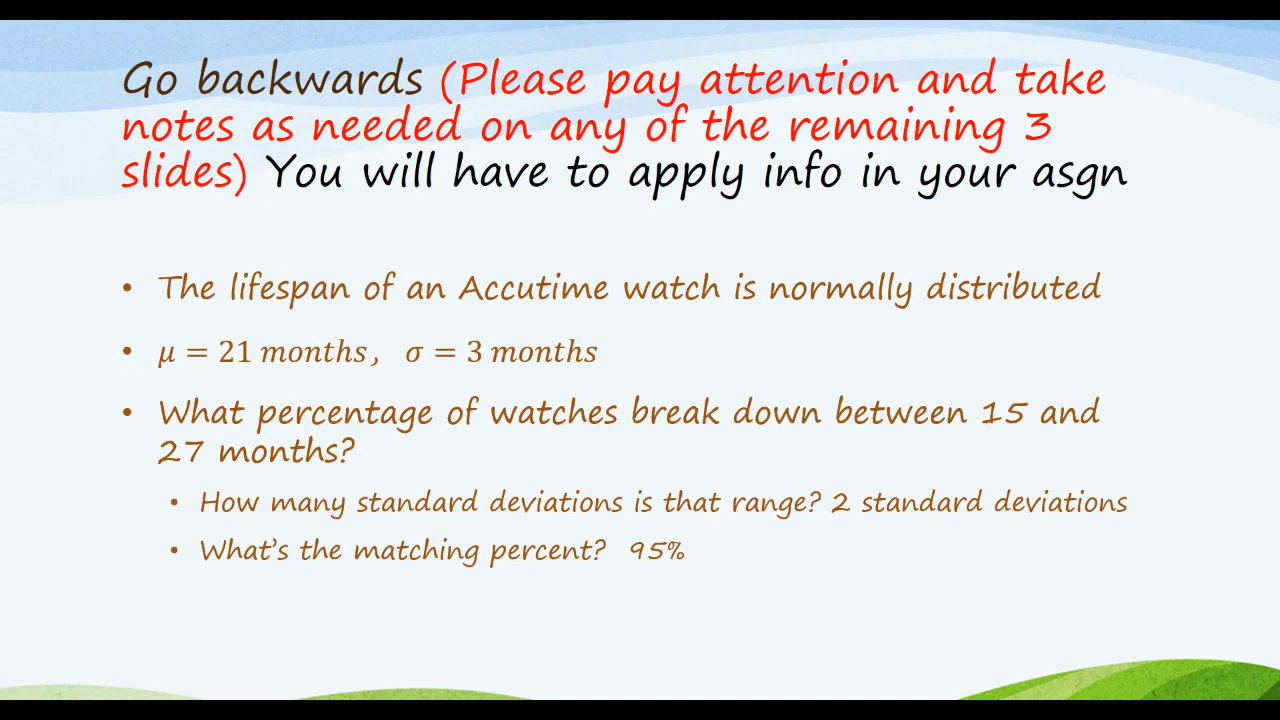 Go backwards (Please pay attention and take
notes as needed on any of the remaining 3
slides) You will have to apply info in your asgn
• The lifespan of an Accutime watch is normally distributed
• μ = 21 months, σ = 3 months
• What percentage of watches break down between 15 and
27 months?
• How many standard deviations is that range? 2 standard deviations
• What's the matching percent? 95%